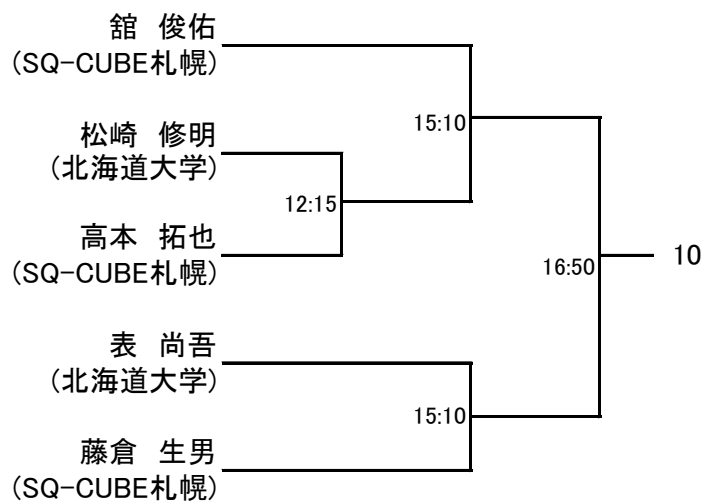 舘　俊佑
(SQ-CUBE札幌)
15:10
松崎　修明
(北海道大学)
12:15
高本　拓也
(SQ-CUBE札幌)
16:50
10
表　尚吾
(北海道大学)
15:10
藤倉　生男
(SQ-CUBE札幌)